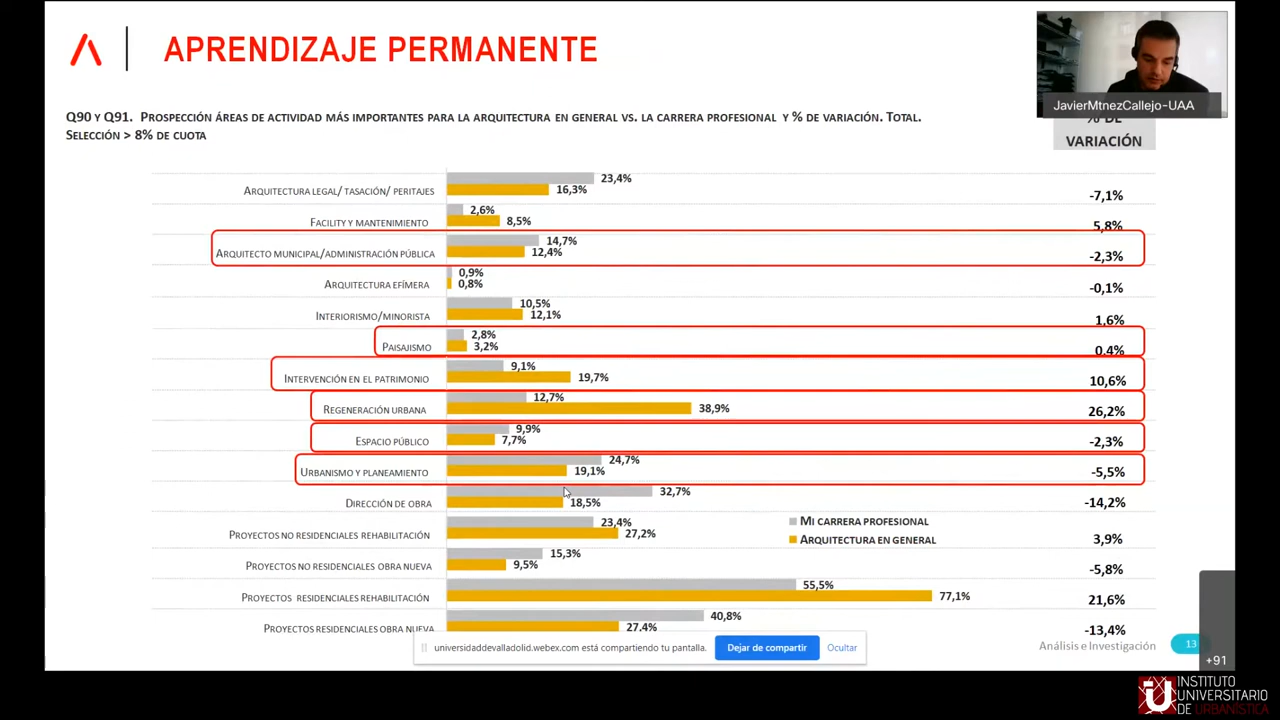 APRENDIZAJE PERMANENTE
JavierMtnezCallejo-UAA
Q90 Y Q91. PROSPECCIÓN ÁREAS DE ACTIVIDAD MÁS IMPORTANTES PARA LA ARQUITECTURA EN GENERAL VS. LA CARRERA PROFESIONAL Y % DE VARIACIÓN. TOTAL.
SELECCIÓN > 8% DE CUOTA
% DE
VARIACIÓN
ARQUITECTURA LEGAL/ TASACIÓN/ PERITAJES 23,4% 16,3% -7,1%
FACILITY Y MANTENIMIENTO 2,6% 8,5% 5,8%
ARQUITECTO MUNICIPAL/ADMINISTRACIÓN PÚBLICA 14,7% 12,4% -2,3%
ARQUITECTURA EFÍMERA 0,9% 0,8% -0,1%
INTERIORISMO/MINORISTA 10,5% 12,1% 1,6%
PAISAJISMO 2,8% 3,2% 0,4%
INTERVENCIÓN EN EL PATRIMONIO 9,1% 19,7% 10,6%
REGENERACIÓN URBANA 12,7% 38,9% 26,2%
ESPACIO PÚBLICO 9,9% 7,7% -2,3%
URBANISMO Y PLANEAMIENTO 24,7% 19,1% -5,5%
DIRECCIÓN DE OBRA 32,7% 18,5% -14,2%
MI CARRERA PROFESIONAL
ARQUITECTURA EN GENERAL
PROYECTOS NO RESIDENCIALES REHABILITACIÓN 23,4% 27,2% 3,9%
PROYECTOS NO RESIDENCIALES OBRA NUEVA 15,3% 9,5% -5,8%
PROYECTOS RESIDENCIALES REHABILITACIÓN 55,5% 77,1% 21,6%
PROYECTOS RESIDENCIALES OBRA NUEVA 40,8% 27,4% -13,4%
universidaddevalladolid.webex.com está compartiendo tu pantalla.
Dejar de compartir
Ocultar
Análisis e Investigación
13
+91
INSTITUTO
UNIVERSITARIO
DE URBANÍSTICA